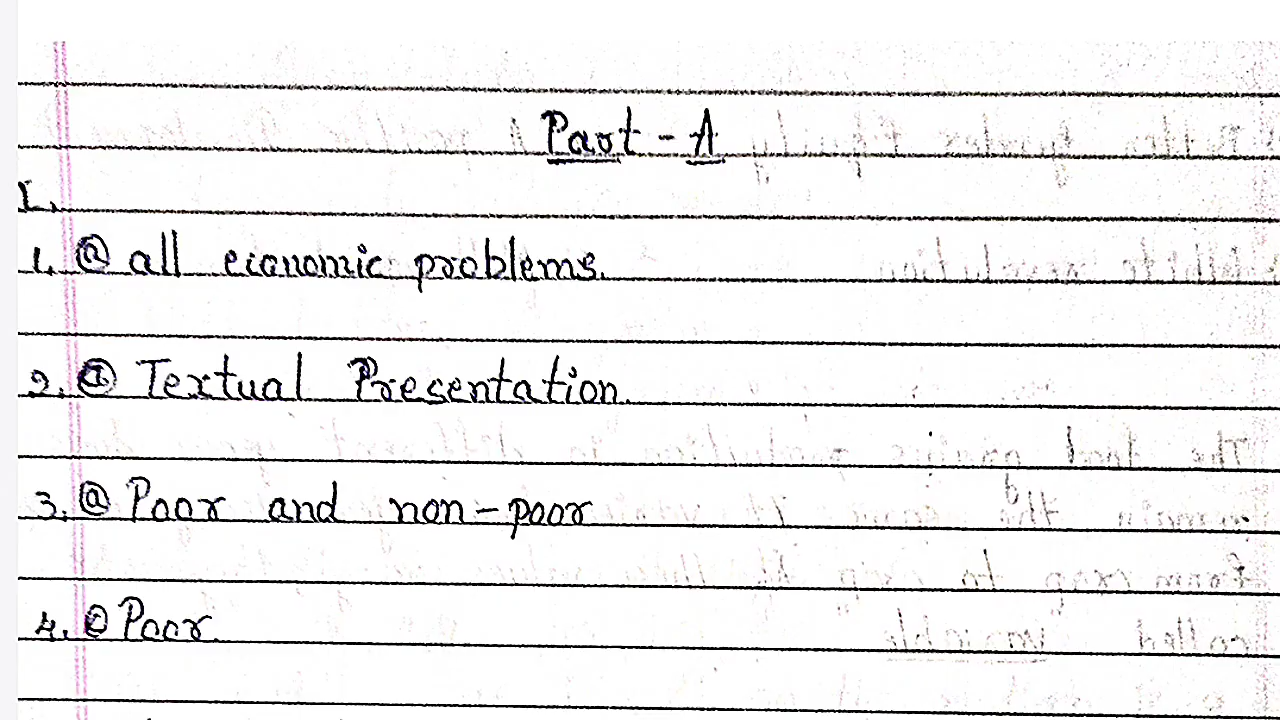 Part - A
I.
1. ⓐ all economic problems.
2. Textual Presentation.
3. ⓐ Poor and non-poor
4. ⓒ Poor.